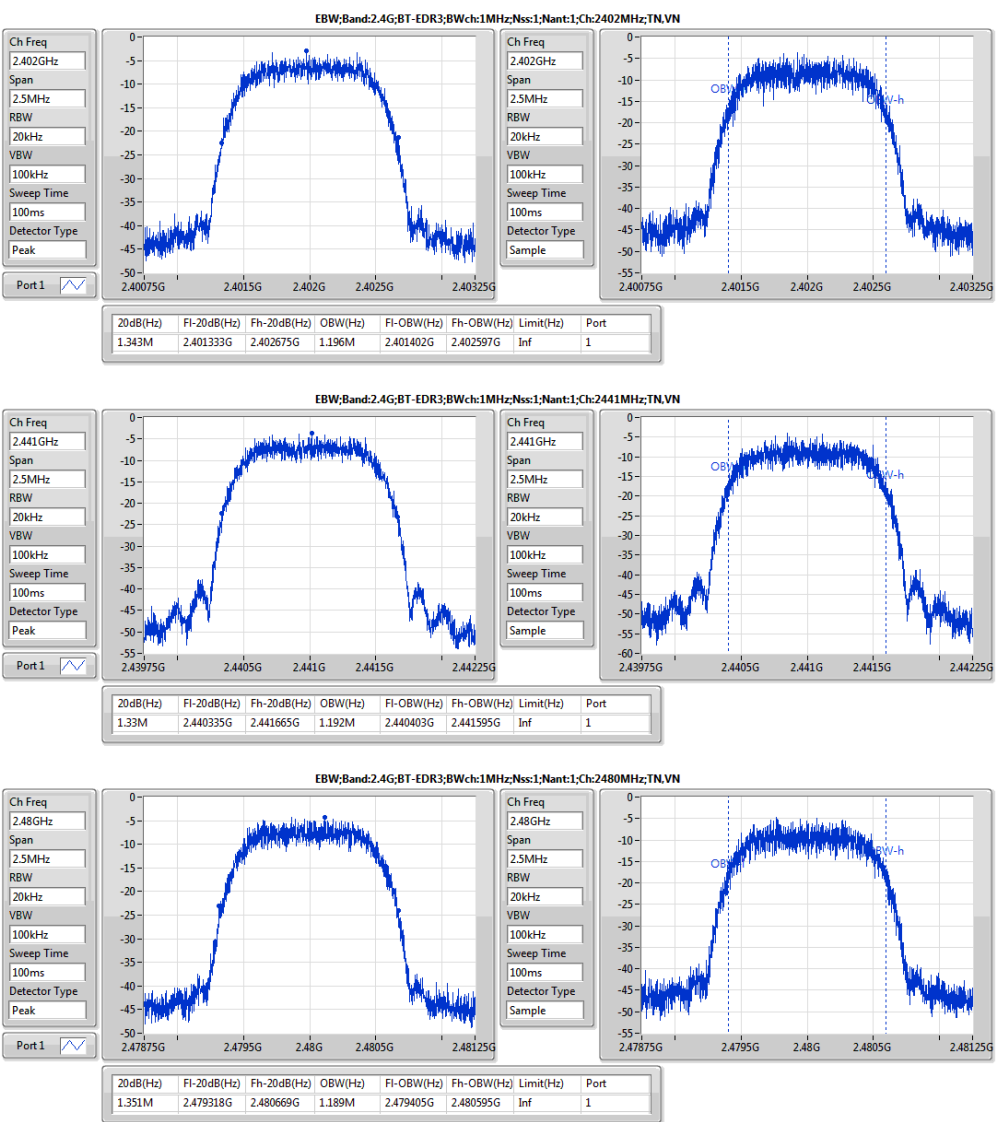 EBW;Band:2.4G;BT-EDR3;BWch:1MHz;Nss:1;Nant:1;Ch:2402MHz;TN,VN
Ch Freq
2.402GHz
Span
2.5MHz
RBW
20kHz
VBW
100kHz
Sweep Time
100ms
Detector Type
Peak
Port 1
0-
-5-
-10-
-15-
-20-
-25-
-30-
-35-
-40-
-45-
-50-
2.40075G 2.4015G 2.402G 2.4025G 2.40325G
Ch Freq
2.402GHz
Span
2.5MHz
RBW
20kHz
VBW
100kHz
Sweep Time
100ms
Detector Type
Sample
0-
-5-
-10-
-15-
-20-
-25-
-30-
-35-
-40-
-45-
-50-
-55-
OBW-h
2.40075G 2.4015G 2.402G 2.4025G 2.40325G
20dB(Hz) Fl-20dB(Hz) Fh-20dB(Hz) OBW(Hz) Fl-OBW(Hz) Fh-OBW(Hz) Limit(Hz) Port
1.343M 2.401333G 2.402675G 1.196M 2.401402G 2.402597G Inf 1
EBW;Band:2.4G;BT-EDR3;BWch:1MHz;Nss:1;Nant:1;Ch:2441MHz;TN,VN
Ch Freq
2.441GHz
Span
2.5MHz
RBW
20kHz
VBW
100kHz
Sweep Time
100ms
Detector Type
Peak
Port 1
0-
-5-
-10-
-15-
-20-
-25-
-30-
-35-
-40-
-45-
-50-
-55-
2.43975G 2.4405G 2.441G 2.4415G 2.44225G
Ch Freq
2.441GHz
Span
2.5MHz
RBW
20kHz
VBW
100kHz
Sweep Time
100ms
Detector Type
Sample
0-
-5-
-10-
-15-
-20-
-25-
-30-
-35-
-40-
-45-
-50-
-55-
-60-
OBW-h
2.43975G 2.4405G 2.441G 2.4415G 2.44225G
20dB(Hz) Fl-20dB(Hz) Fh-20dB(Hz) OBW(Hz) Fl-OBW(Hz) Fh-OBW(Hz) Limit(Hz) Port
1.33M 2.440335G 2.441665G 1.192M 2.440403G 2.441595G Inf 1
EBW;Band:2.4G;BT-EDR3;BWch:1MHz;Nss:1;Nant:1;Ch:2480MHz;TN,VN
Ch Freq
2.48GHz
Span
2.5MHz
RBW
20kHz
VBW
100kHz
Sweep Time
100ms
Detector Type
Peak
Port 1
0-
-5-
-10-
-15-
-20-
-25-
-30-
-35-
-40-
-45-
-50-
2.47875G 2.4795G 2.48G 2.4805G 2.48125G
Ch Freq
2.48GHz
Span
2.5MHz
RBW
20kHz
VBW
100kHz
Sweep Time
100ms
Detector Type
Sample
0-
-5-
-10-
-15-
-20-
-25-
-30-
-35-
-40-
-45-
-50-
-55-
2.47875G 2.4795G 2.48G 2.4805G 2.48125G
20dB(Hz) Fl-20dB(Hz) Fh-20dB(Hz) OBW(Hz) Fl-OBW(Hz) Fh-OBW(Hz) Limit(Hz) Port
1.351M 2.479318G 2.480669G 1.189M 2.479405G 2.480595G Inf 1